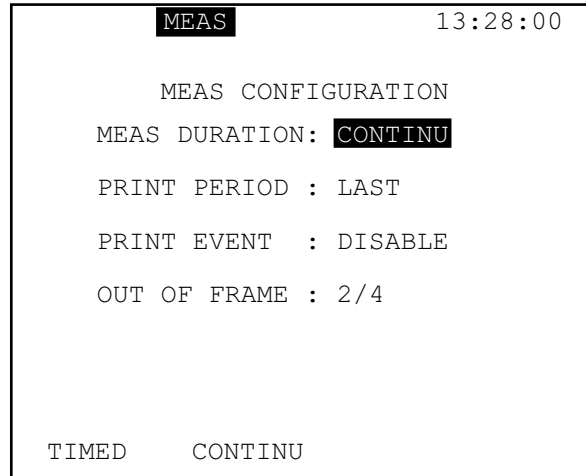 MEAS 13:28:00
MEAS CONFIGURATION
MEAS DURATION: CONTINU
PRINT PERIOD : LAST
PRINT EVENT : DISABLE
OUT OF FRAME : 2/4
TIMED CONTINU